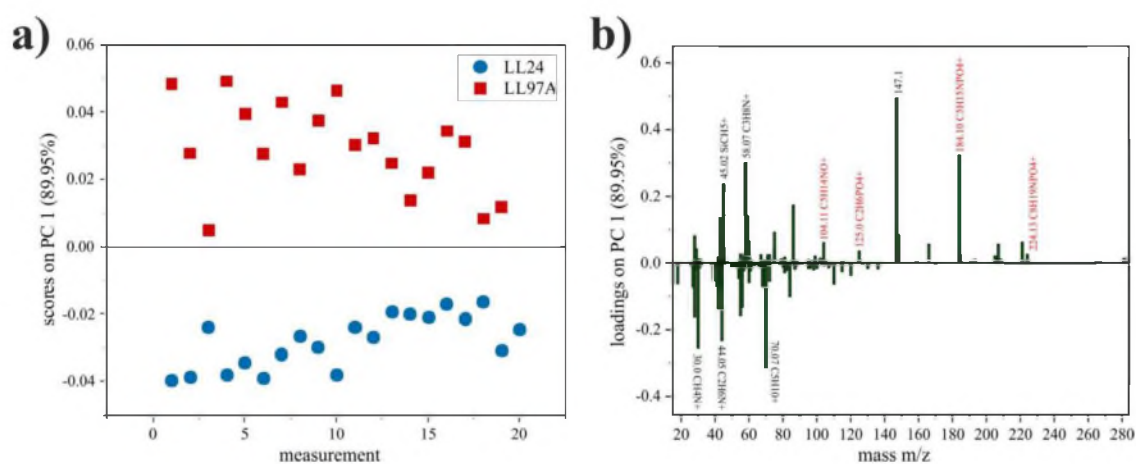 a)
scores on PC 1 (89.95%)
0.06
0.04
0.02
0.00
-0.02
-0.04
LL24
LL97A
0
5
10
15
20
measurement
b)
loadings on PC 1 (89.95%)
0.6
0.4
0.2
0.0
-0.2
-0.4
45.02 SiCH5+
58.07 C3H8N+
104.11 C5H14NO+
125.0 C2H6PO4+
147.1
184.10 C5H15NPO4+
224.13 C8H19NPO4+
30.0 CH4N+
44.05 C2H6N+
70.07 C5H10+
20 40 60 80 100 120 140 160 180 200 220 240 260 280
mass m/z